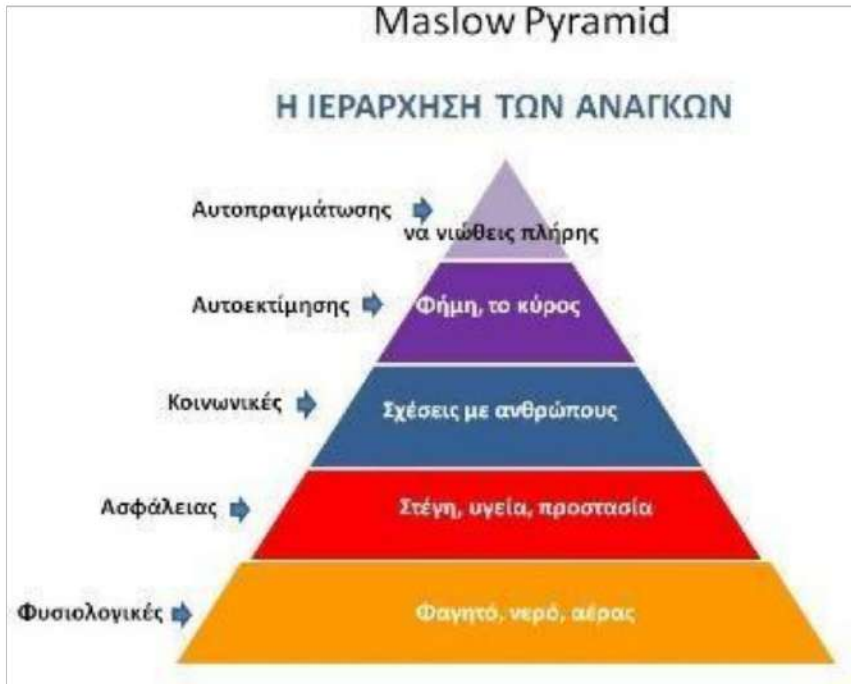 Maslow Pyramid
Η ΙΕΡΑΡΧΗΣΗ ΤΩΝ ΑΝΑΓΚΩΝ
Αυτοπραγμάτωσης
να νιώθεις πλήρης
Αυτοεκτίμησης
Φήμη, το κύρος
Κοινωνικές
Σχέσεις με ανθρώπους
Ασφάλειας
Στέγη, υγεία, προστασία
Φυσιολογικές
Φαγητό, νερό, αέρας